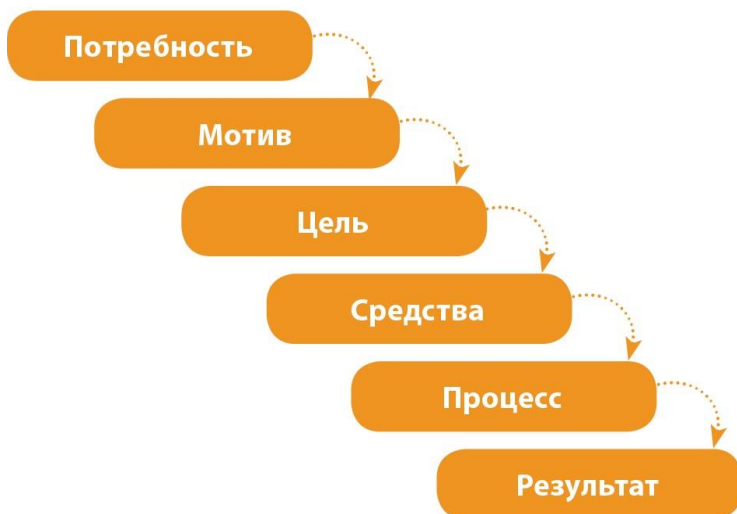 Потребность
Мотив
Цель
Средства
Процесс
Результат